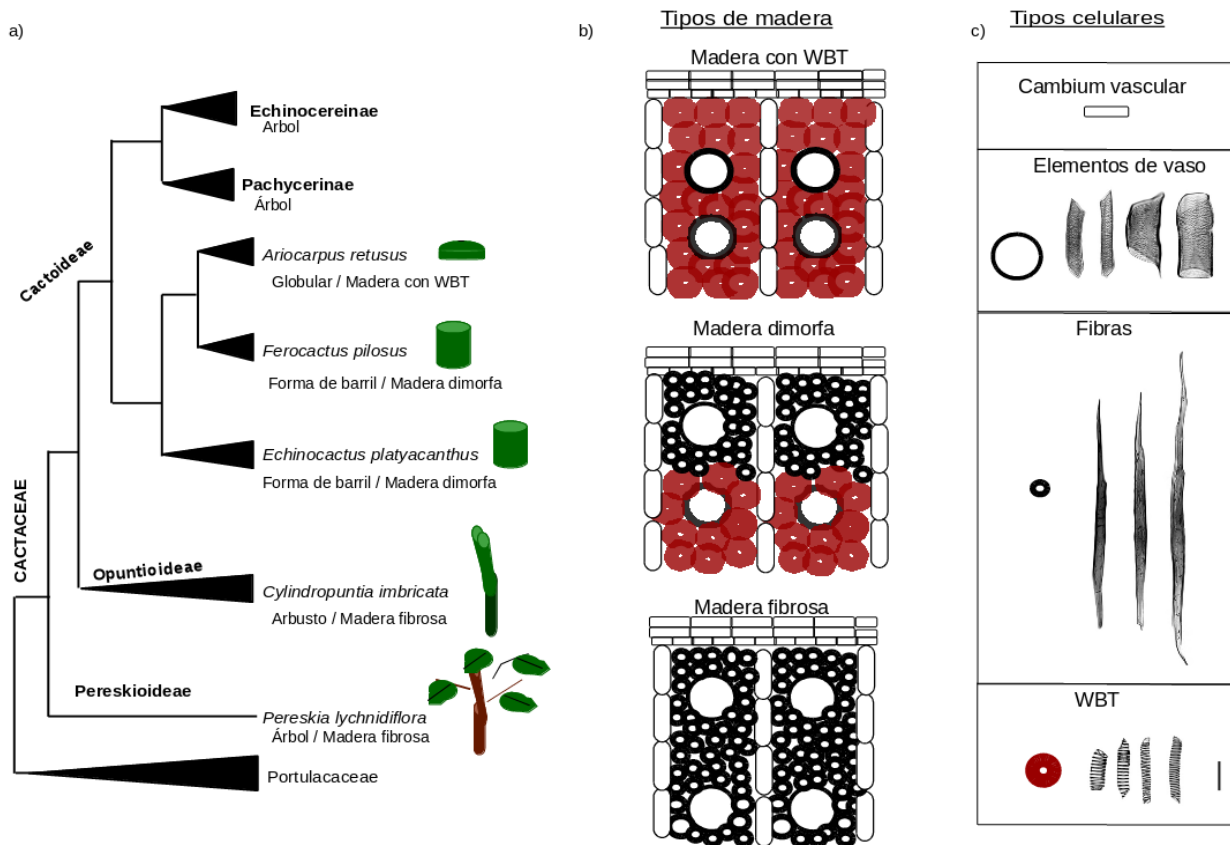 a)
Echinocereinae
Arbol
Pachycerinae
Árbol
Cactoideae
Ariocarpus retusus
Globular / Madera con WBT
Ferocactus pilosus
Forma de barril / Madera dimorfa
Echinocactus platyacanthus
Forma de barril / Madera dimorfa
CACTACEAE
Opuntioideae
Cylindropuntia imbricata
Arbusto / Madera fibrosa
Pereskioideae
Pereskia lychnidiflora
Árbol / Madera fibrosa
Portulacaceae
b)
Tipos de madera
Madera con WBT
Madera dimorfa
Madera fibrosa
c)
Tipos celulares
Cambium vascular
Elementos de vaso
Fibras
WBT